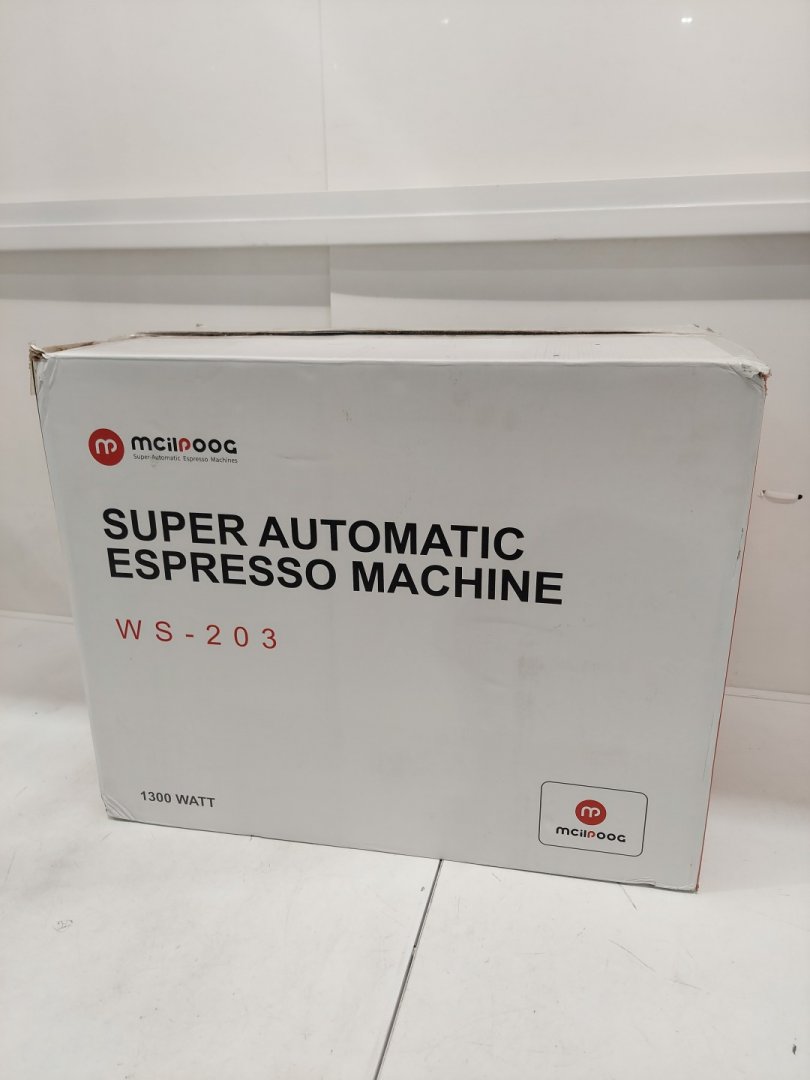 mcilpoog
Super-Automatic Espresso Machines
SUPER AUTOMATIC
ESPRESSO MACHINE
WS-203
1300 WATT
mcilpoog